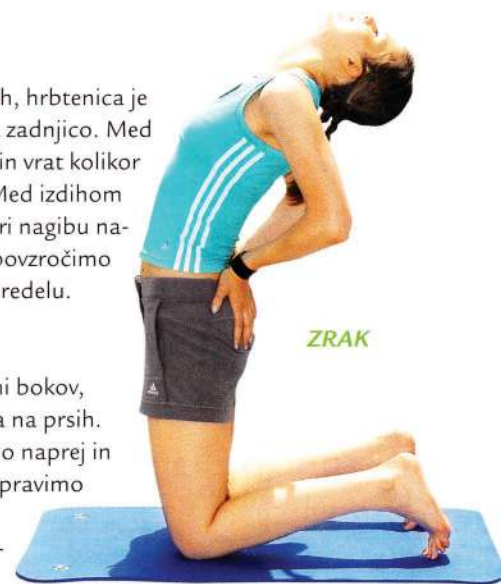 h, hrbtenica je
zadnjico. Med
in vrat kolikor
Med izdihom
ri nagibu na-
povzročimo
redelu.
ni bokov,
a na prsih.
o naprej in
pravimo
ZRAK